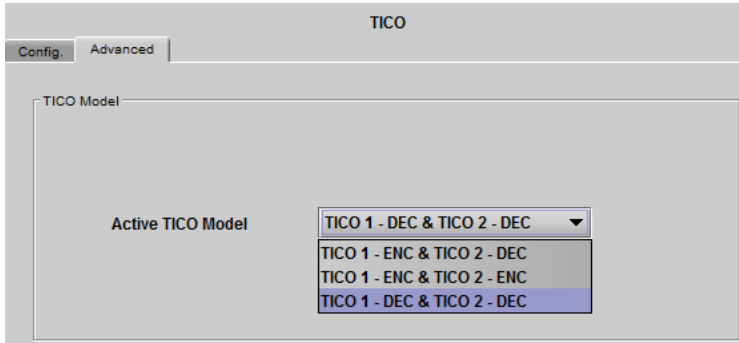 TICO
Config.
Advanced
TICO Model
Active TICO Model
TICO 1 - DEC & TICO 2 - DEC
TICO 1 - ENC & TICO 2 - DEC
TICO 1 - ENC & TICO 2 - ENC
TICO 1 - DEC & TICO 2 - DEC